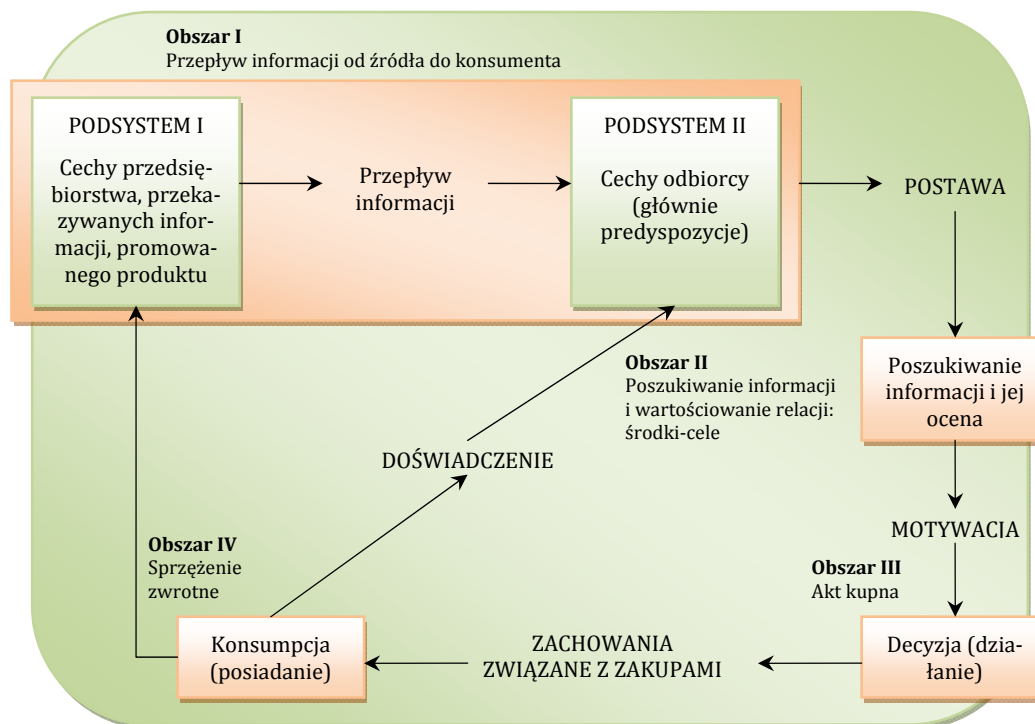 Obszar I
Przepływ informacji od źródła do konsumenta
PODSYSTEM I
Cechy przedsię-
biorstwa, przeka-
zywanych infor-
macji, promowa-
nego produktu
Przepływ
informacji
PODSYSTEM II
Cechy odbiorcy
(głównie
predyspozycje)
POSTAWA
Obszar II
Poszukiwanie informacji
i wartościowanie relacji:
środki-cele
Poszukiwanie
informacji i jej
ocena
DOŚWIADCZENIE
MOTYWACJA
Obszar IV
Sprzężenie
zwrotne
Obszar III
Akt kupna
Konsumpcja
(posiadanie)
ZACHOWANIA
ZWIĄZANE Z ZAKUPAMI
Decyzja (dzia-
łanie)